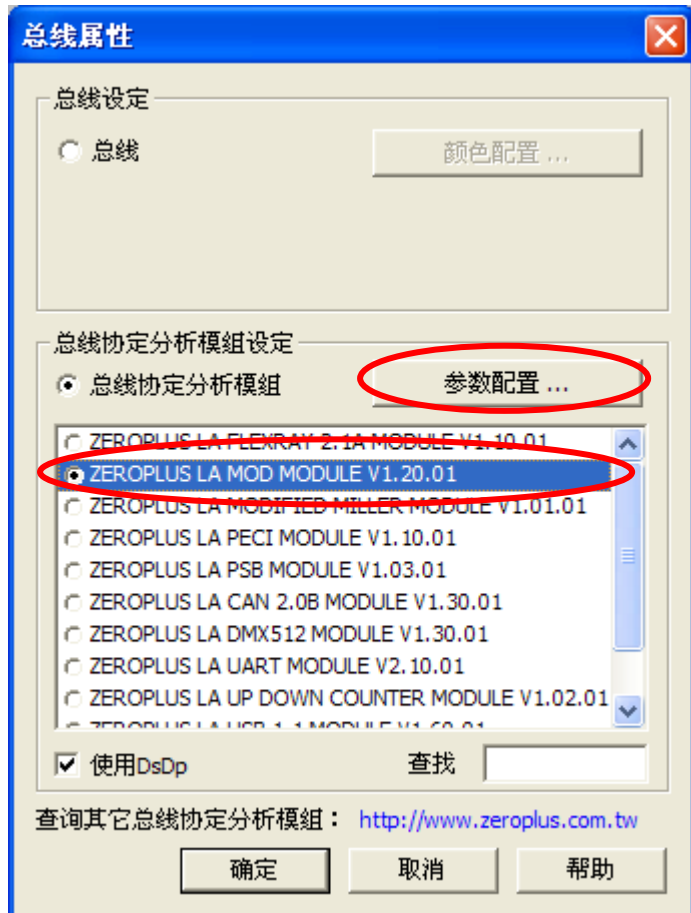 总线属性
总线设定
总线
颜色配置 ...
总线协定分析模组设定
总线协定分析模组
参数配置 ...
ZEROPLUS LA FLEXRAY 2.1A MODULE V1.10.01
ZEROPLUS LA MOD MODULE V1.20.01
ZEROPLUS LA MODIFIED MILLER MODULE V1.01.01
ZEROPLUS LA PECI MODULE V1.10.01
ZEROPLUS LA PSB MODULE V1.03.01
ZEROPLUS LA CAN 2.0B MODULE V1.30.01
ZEROPLUS LA DMX512 MODULE V1.30.01
ZEROPLUS LA UART MODULE V2.10.01
ZEROPLUS LA UP DOWN COUNTER MODULE V1.02.01
ZEROPLUS LA USB 1.1 MODULE
使用DsDp
查找
查询其它总线协定分析模组： http://www.zeroplus.com.tw
确定
取消
帮助